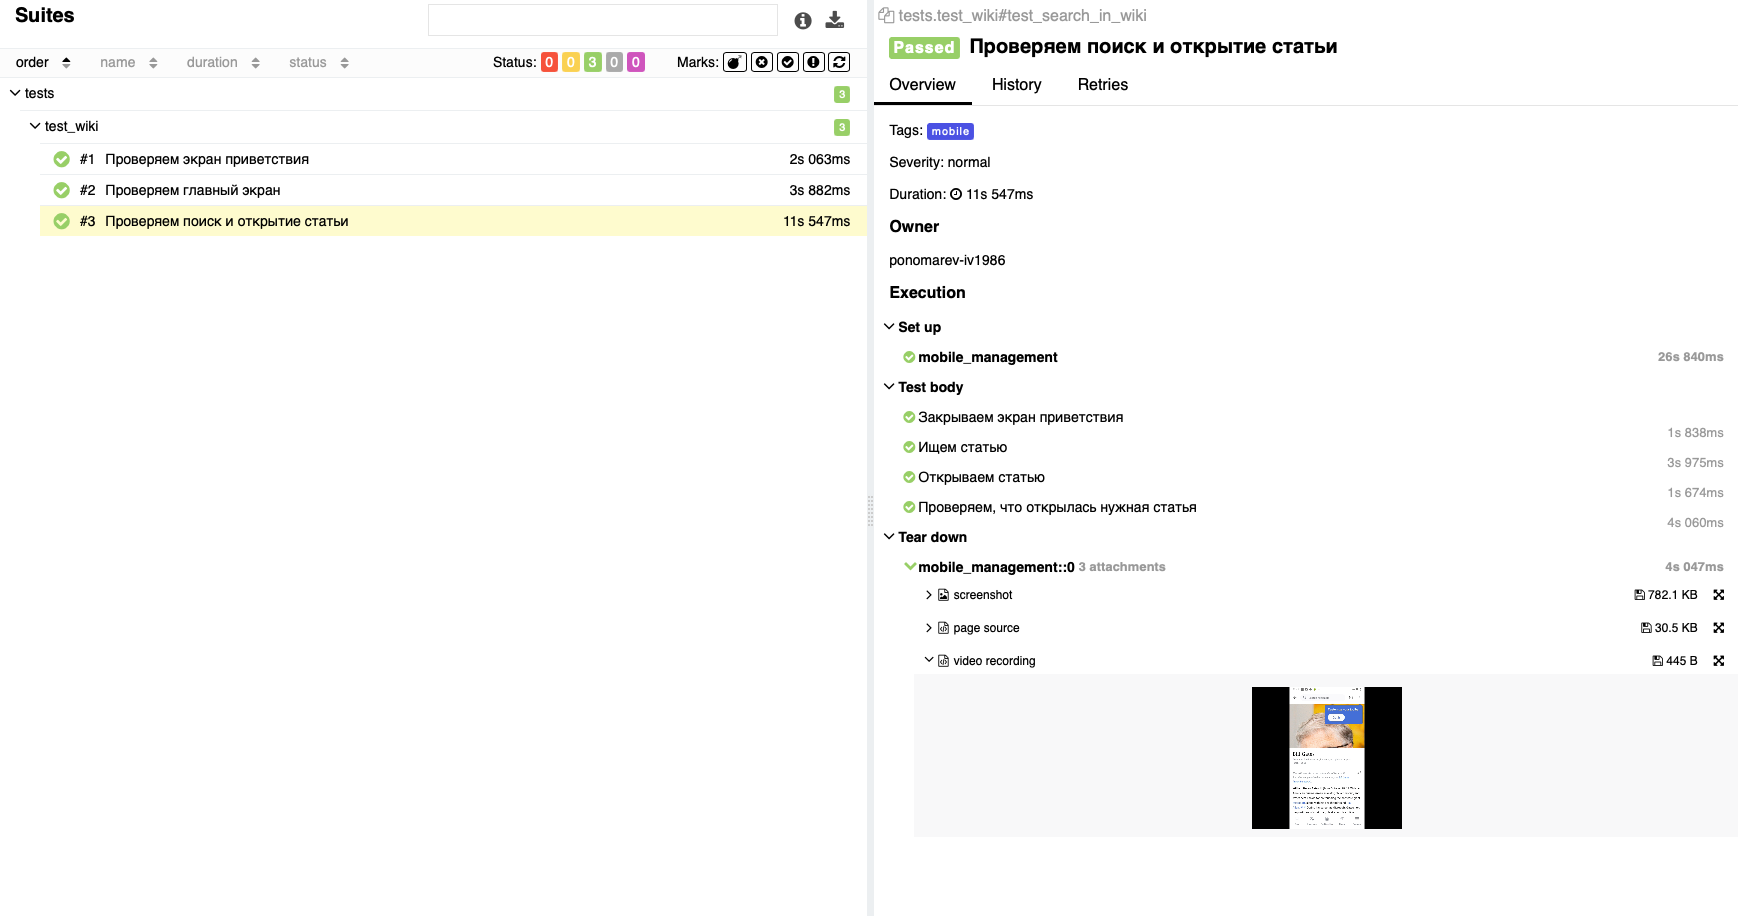 Suites
order name duration status Status: 0 0 3 0 0 Marks:
tests 3
test_wiki 3
#1 Проверяем экран приветствия 2s 063ms
#2 Проверяем главный экран 3s 882ms
#3 Проверяем поиск и открытие статьи 11s 547ms
tests.test_wiki#test_search_in_wiki
Passed Проверяем поиск и открытие статьи
Overview History Retries
Tags: mobile
Severity: normal
Duration: 11s 547ms
Owner
ponomarev-iv1986
Execution
Set up
mobile_management 26s 840ms
Test body
Закрываем экран приветствия
1s 838ms
Ищем статью
3s 975ms
Открываем статью
1s 674ms
Проверяем, что открылась нужная статья
4s 060ms
Tear down
mobile_management::0 3 attachments 4s 047ms
screenshot 782.1 KB
page source 30.5 KB
video recording 445 B